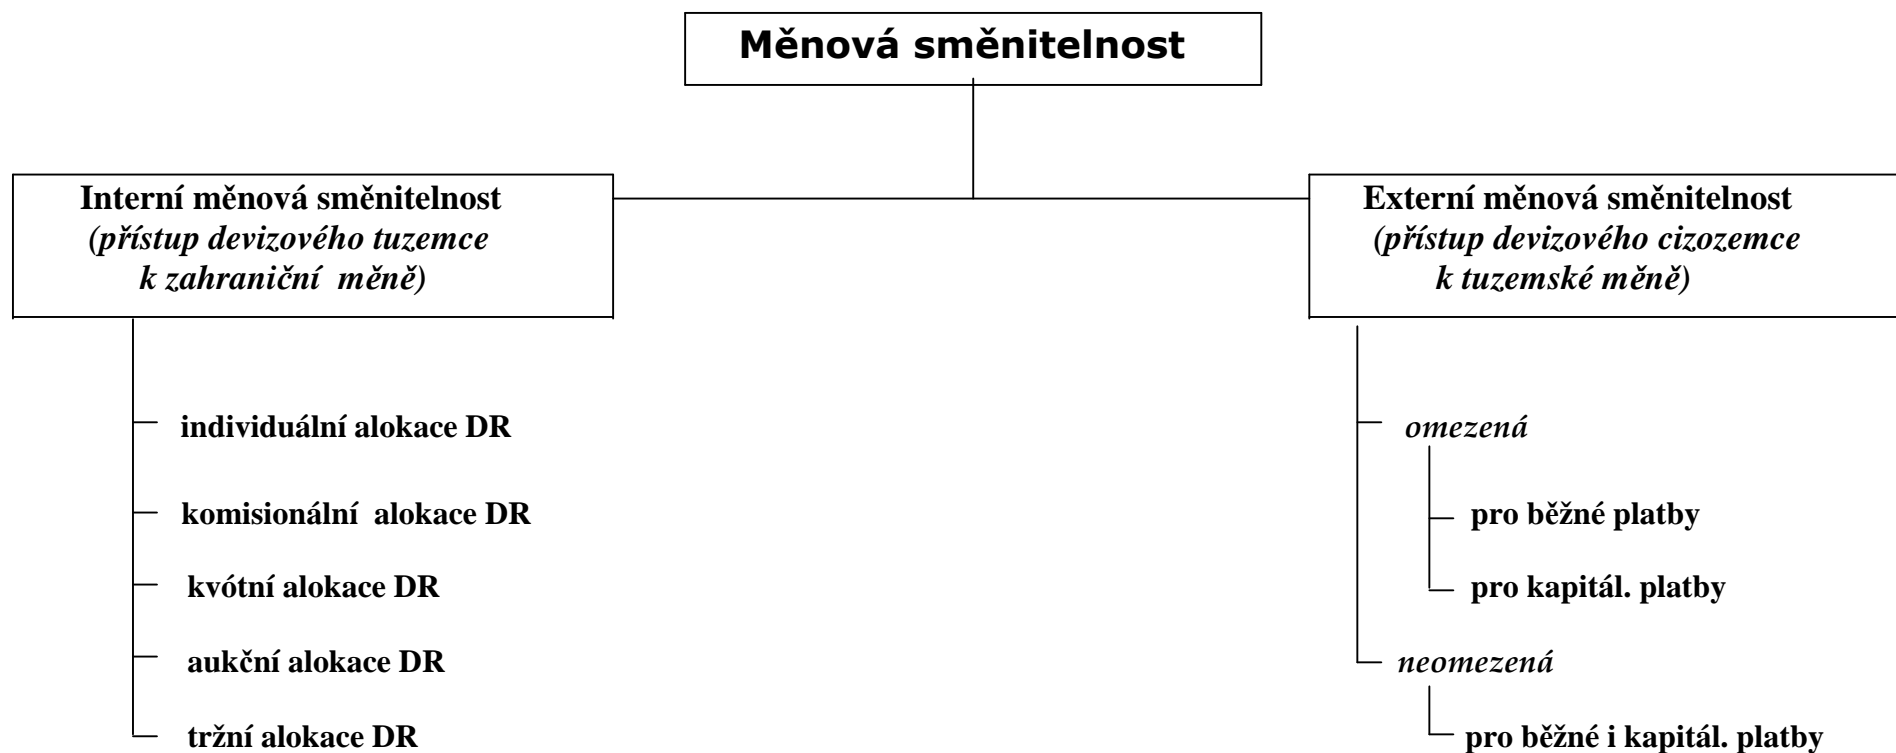 Měnová směnitelnost
Interní měnová směnitelnost
(přístup devizového tuzemce
k zahraniční měně)
Externí měnová směnitelnost
(přístup devizového cizozemce
k tuzemské měně)
individuální alokace DR
komisionální alokace DR
kvótní alokace DR
aukční alokace DR
tržní alokace DR
omezená
pro běžné platby
pro kapitál. platby
neomezená
pro běžné i kapitál. platby